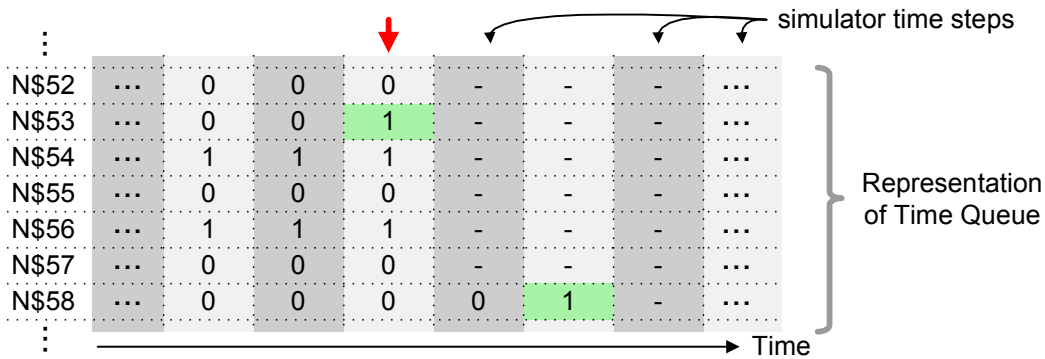 simulator time steps
⋮
N$52 ... 0 0 0 - - - ...
N$53 ... 0 0 1 - - - ...
N$54 ... 1 1 1 - - - ...
N$55 ... 0 0 0 - - - ...
N$56 ... 1 1 1 - - - ...
N$57 ... 0 0 0 - - - ...
N$58 ... 0 0 0 0 1 - ...
⋮
Representation
of Time Queue
Time